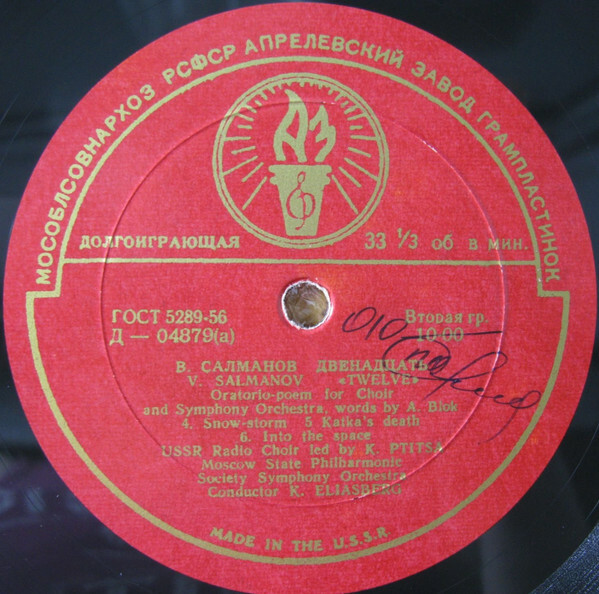 МОСОБЛСОВНАРХОЗ РСФСР АПРЕЛЕВСКИЙ ЗАВОД ГРАМПЛАСТИНОК
АЗ
ДОЛГОИГРАЮЩАЯ 33 1/3 об в мин.
ГОСТ 5289-56 Вторая гр.
Д — 04879(а) 10-00
В. САЛМАНОВ ДВЕНАДЦАТЬ
V. SALMANOV «TWELVE»
Oratorio-poem for Choir
and Symphony Orchestra, words by A. Blok
4. Snow-storm 5 Katka's death
6. Into the space
USSR Radio Choir led by K. PTITSA
Moscow State Philharmonic
Society Symphony Orchestra
Conductor K. ELIASBERG
MADE IN THE U.S.S.R